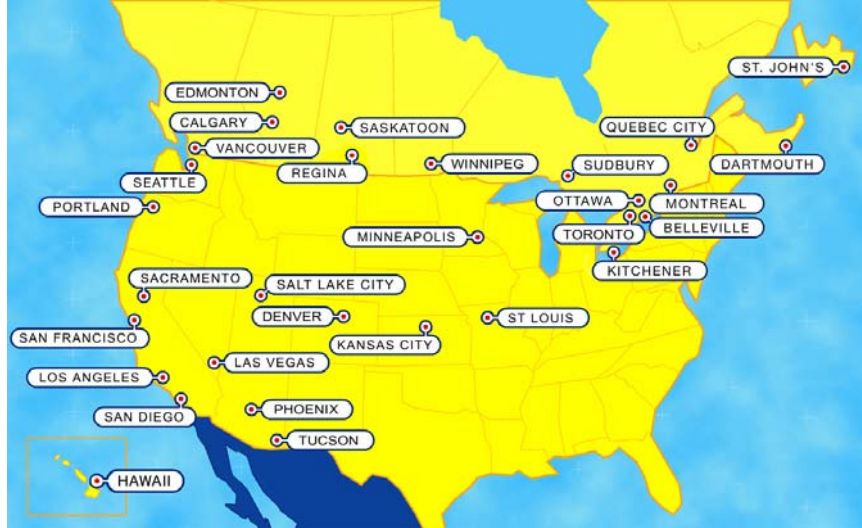 ST. JOHN'S
EDMONTON
CALGARY
SASKATOON
QUEBEC CITY
VANCOUVER
DARTMOUTH
REGINA
WINNIPEG
SUDBURY
SEATTLE
OTTAWA
MONTREAL
PORTLAND
BELLEVILLE
MINNEAPOLIS
TORONTO
KITCHENER
SACRAMENTO
SALT LAKE CITY
DENVER
ST LOUIS
SAN FRANCISCO
KANSAS CITY
LAS VEGAS
LOS ANGELES
PHOENIX
SAN DIEGO
TUCSON
HAWAII